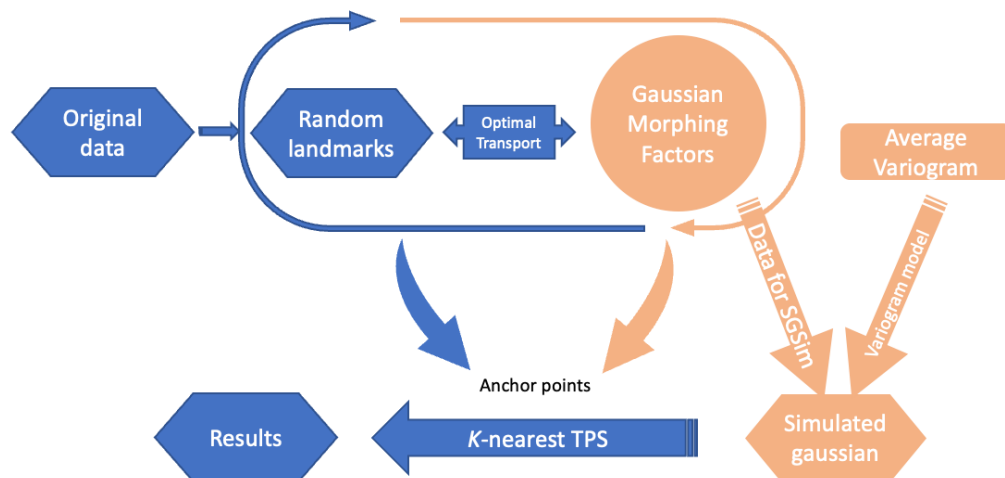 Original
data
Random
landmarks
Optimal
Transport
Gaussian
Morphing
Factors
Average
Variogram
Data for SGSim
Variogram model
Anchor points
Results
K-nearest TPS
Simulated
gaussian